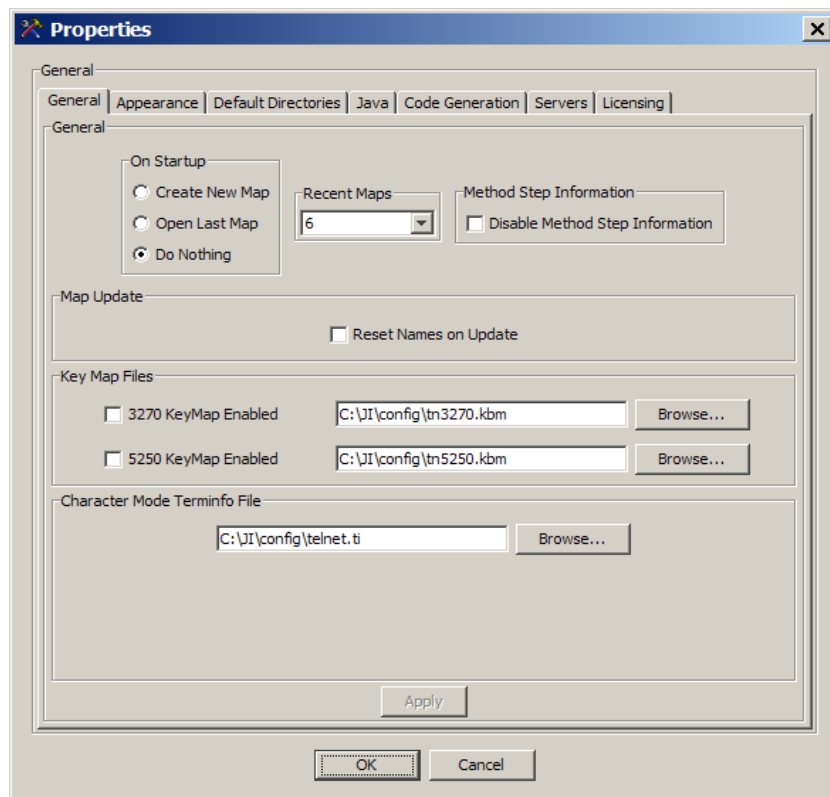 Properties
General
General Appearance Default Directories Java Code Generation Servers Licensing
General
On Startup
Create New Map
Open Last Map
Do Nothing
Recent Maps
6
Method Step Information
Disable Method Step Information
Map Update
Reset Names on Update
Key Map Files
3270 KeyMap Enabled C:\JI\config\tn3270.kbm Browse...
5250 KeyMap Enabled C:\JI\config\tn5250.kbm Browse...
Character Mode Terminfo File
C:\JI\config\telnet.ti Browse...
Apply
OK Cancel